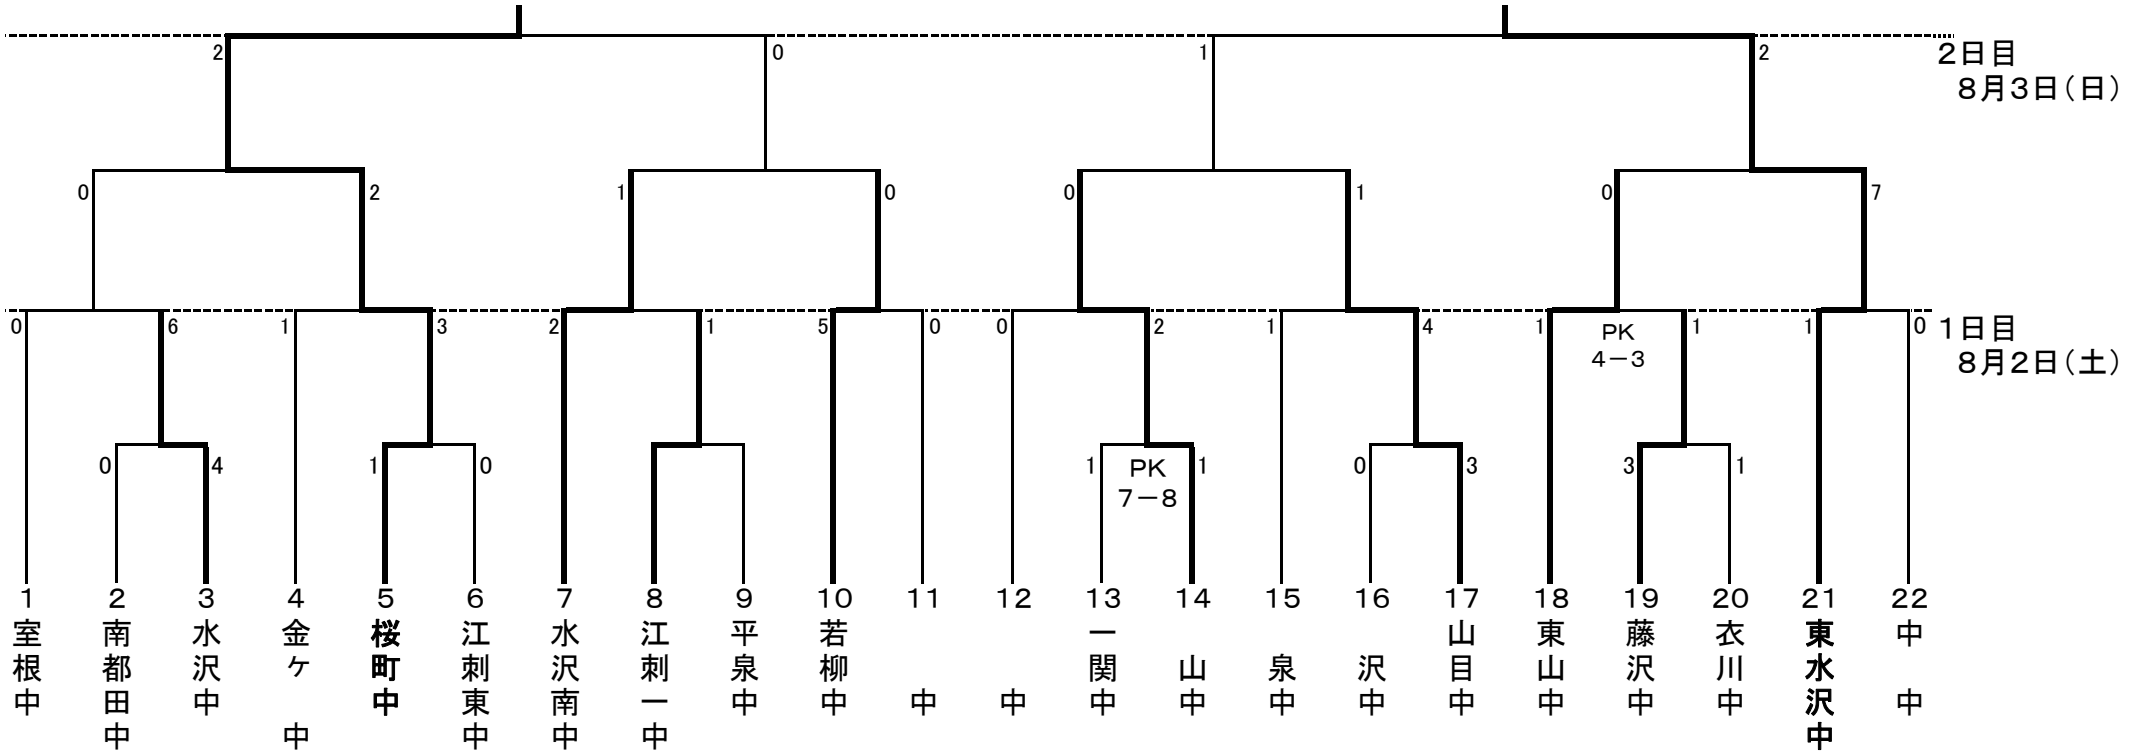 2 0 1 2
2日目
8月3日(日)
0 2 1 0 0 1 0 7
0 6 1 3 2 1 5 0 0 2 1 4 1 PK 1 1 0
4-3
1日目
8月2日(土)
0 4 1 0 1 PK 1 0 3 3 1
7-8
1 2 3 4 5 6 7 8 9 10 11 12 13 14 15 16 17 18 19 20 21 22
室根中
南都田中
水沢中
金ケ 中
桜町中
江刺東中
水沢南中
江刺一中
平泉中
若柳中
中
中
一関中
山中
泉中
沢中
山目中
東山中
藤沢中
衣川中
東水沢中
中 中